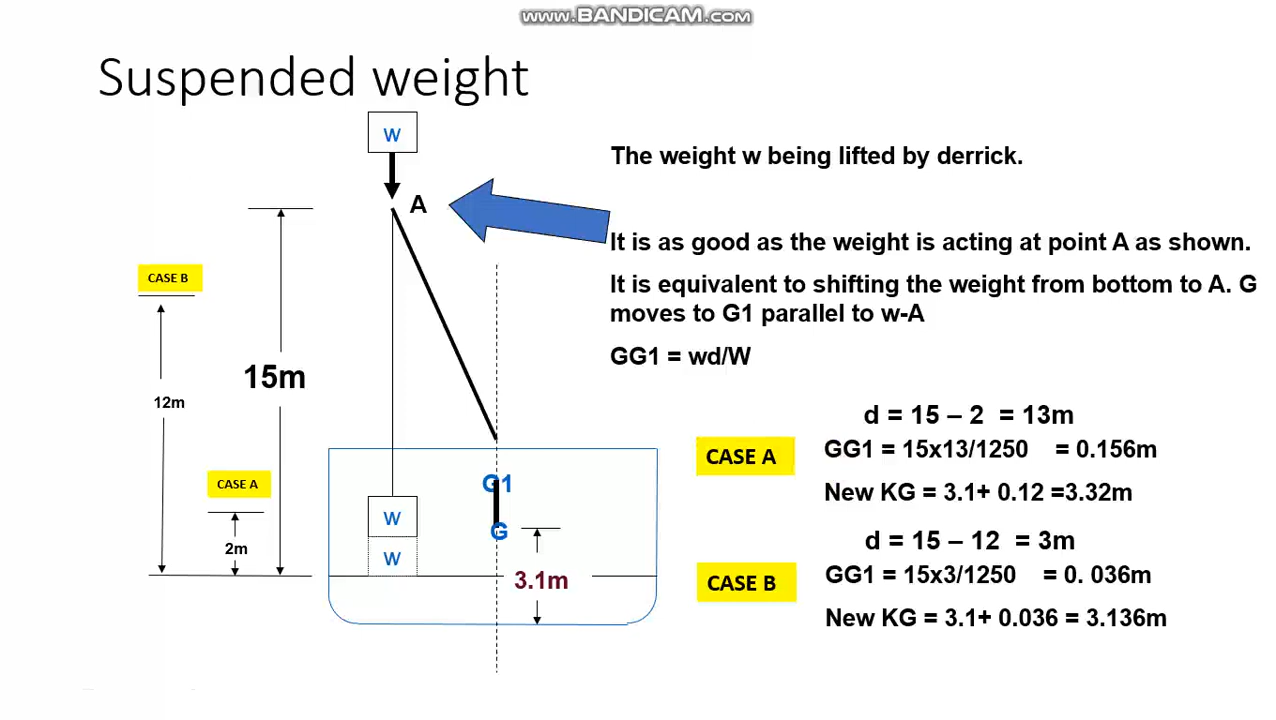 www.BANDICAM.com
Suspended weight
W
A
The weight w being lifted by derrick.
It is as good as the weight is acting at point A as shown.
It is equivalent to shifting the weight from bottom to A. G
moves to G1 parallel to w-A
GG1 = wd/W
CASE B
15m
12m
CASE A
2m
W
W
G1
G
3.1m
d = 15 – 2 = 13m
CASE A
GG1 = 15x13/1250 = 0.156m
New KG = 3.1+ 0.12 =3.32m
d = 15 – 12 = 3m
CASE B
GG1 = 15x3/1250 = 0. 036m
New KG = 3.1+ 0.036 = 3.136m